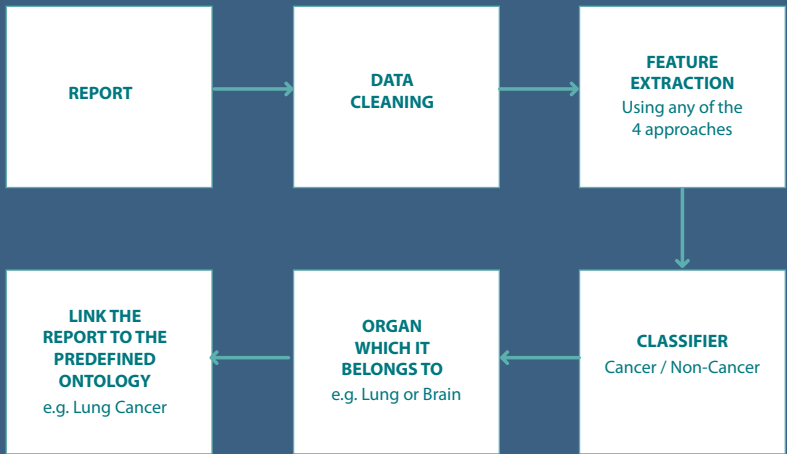 REPORT
DATA
CLEANING
FEATURE
EXTRACTION
Using any of the
4 approaches
LINK THE
REPORT TO THE
PREDEFINED
ONTOLOGY
e.g. Lung Cancer
ORGAN
WHICH IT
BELONGS TO
e.g. Lung or Brain
CLASSIFIER
Cancer / Non-Cancer